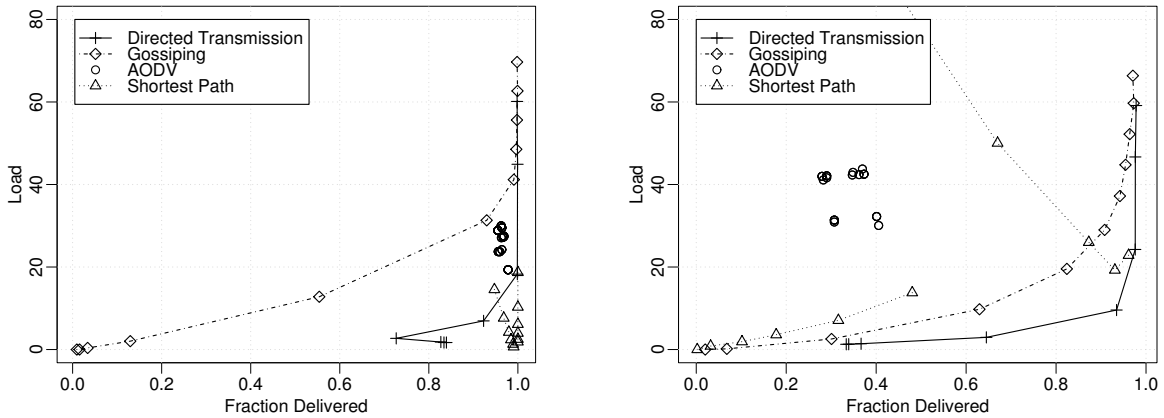 80
60
40
20
0
Load
Directed Transmission
Gossiping
AODV
Shortest Path
0.0 0.2 0.4 0.6 0.8 1.0
Fraction Delivered
80
60
40
20
0
Load
Directed Transmission
Gossiping
AODV
Shortest Path
0.0 0.2 0.4 0.6 0.8 1.0
Fraction Delivered